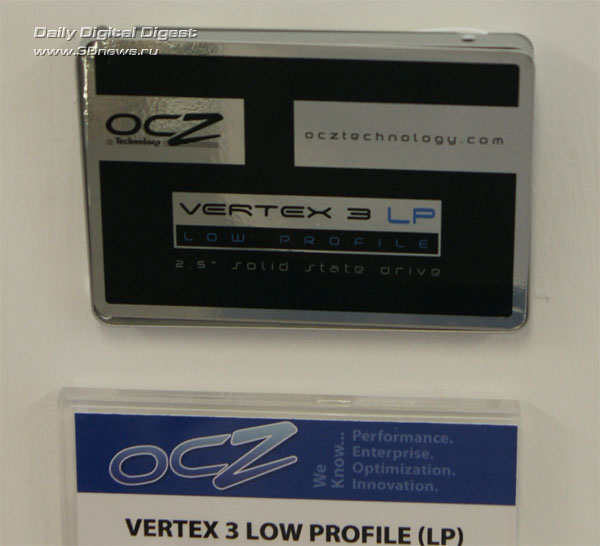 Daily Digital Digest
www.3Dnews.ru
OCZ
Technology
ocztechnology.com
VERTEX 3 LP
LOW PROFILE
2.5" solid state drive
OCZ
We Know...
Performance.
Enterprise.
Optimization.
Innovation.
VERTEX 3 LOW PROFILE (LP)